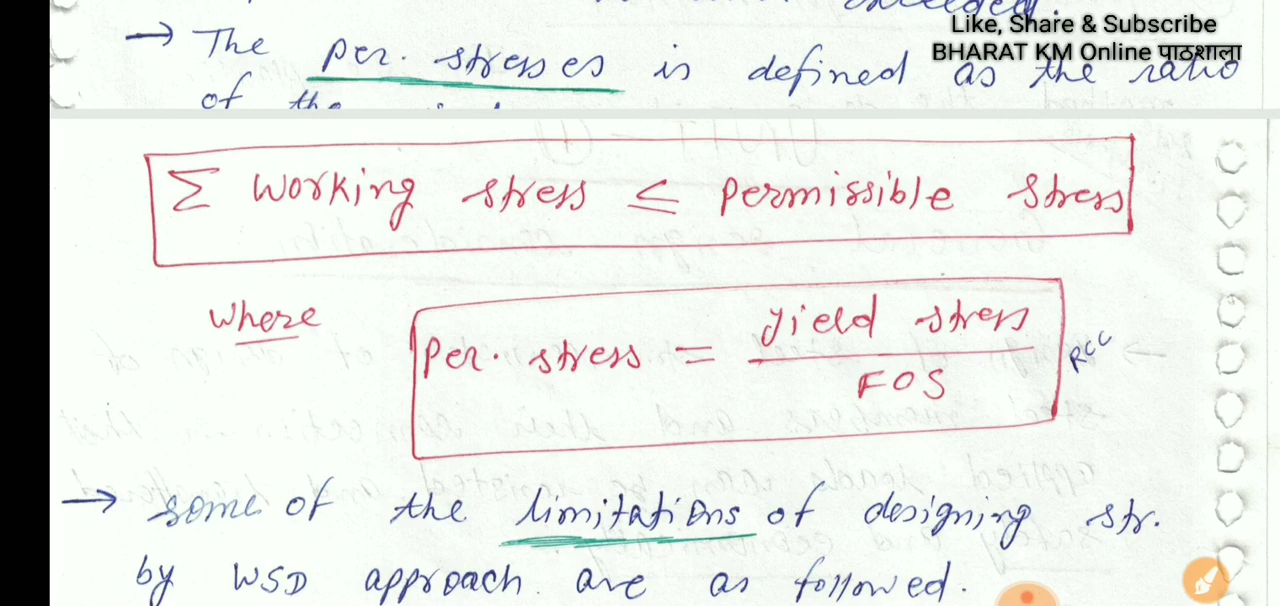 Like, Share & Subscribe
BHARAT KM Online पाठशाला
→ The per. stresses is defined as the ratio
of the
Σ working stress ≤ permissible stress
where
per. stress = yield stress / FOS
RCC
→ some of the limitations of designing str.
by WSD approach are as followed.